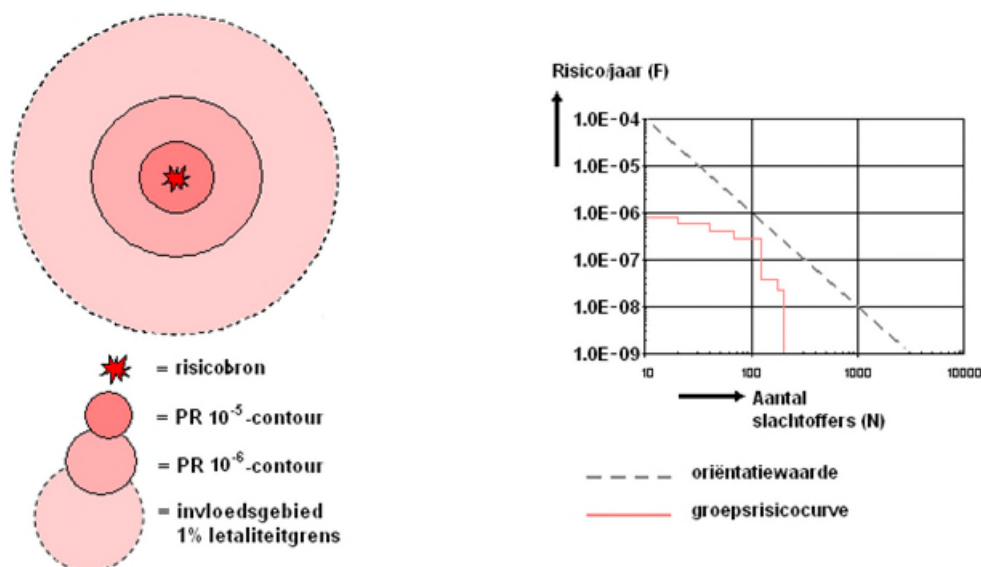 = risicobron
= PR 10⁻⁵-contour
= PR 10⁻⁶-contour
= invloedsgebied
1% letaliteitgrens
Risico/jaar (F)
1.0E-04
1.0E-05
1.0E-06
1.0E-07
1.0E-08
1.0E-09
10 100 1000 10000
Aantal
slachtoffers (N)
oriëntatiewaarde
groepsrisicocurve